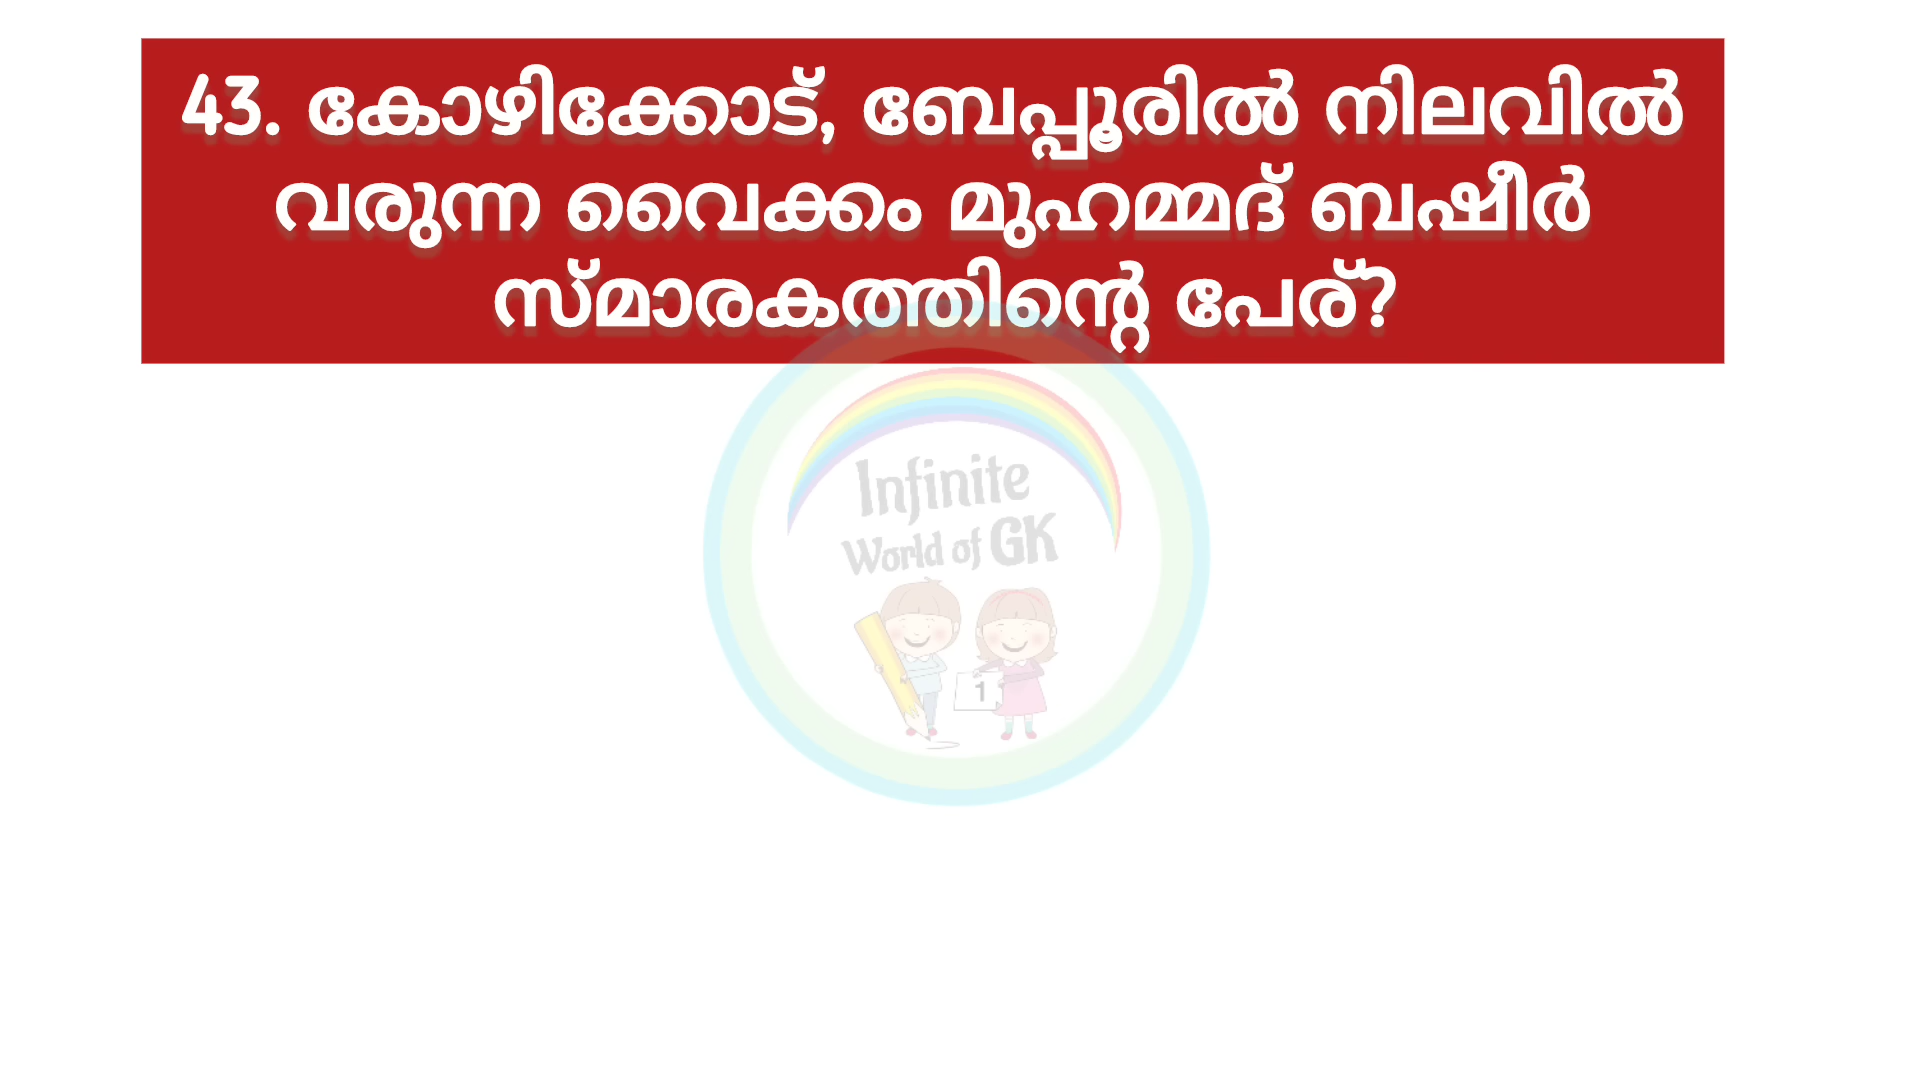 43. കോഴിക്കോട്, ബേപ്പൂരിൽ നിലവിൽ
വരുന്ന വൈക്കം മുഹമ്മദ് ബഷീർ
സ്മാരകത്തിന്റെ പേര്?
Infinite
World of GK
1